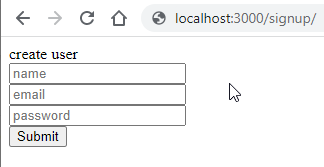 localhost:3000/signup/
create user
name
email
password
Submit